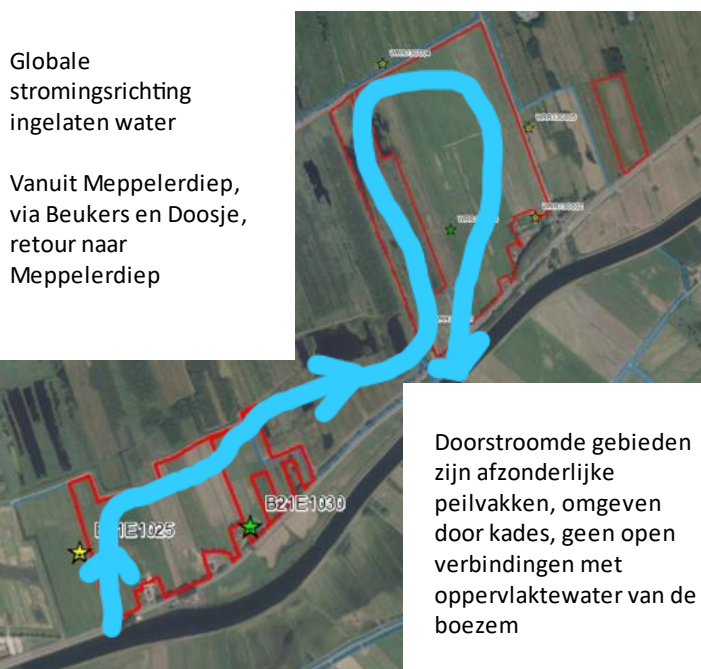 Globale
stromingsrichting
ingelaten water
Vanuit Meppelerdiep,
via Beukers en Doosje,
retour naar
Meppelerdiep
B21E1030
Doorstroomde gebieden
zijn afzonderlijke
peilvakken, omgeven
door kades, geen open
verbindingen met
oppervlaktewater van de
boezem